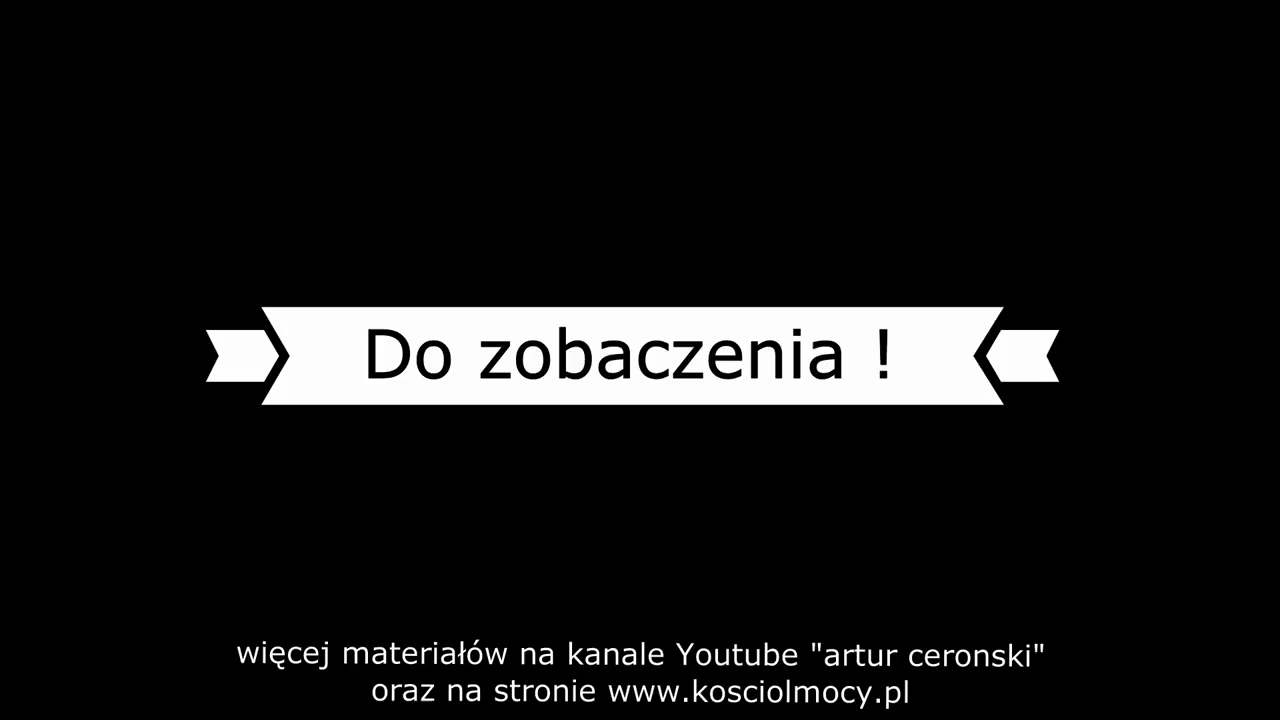 Do zobaczenia !
więcej materiałów na kanale Youtube "artur ceronski"
oraz na stronie www.kosciolmocy.pl